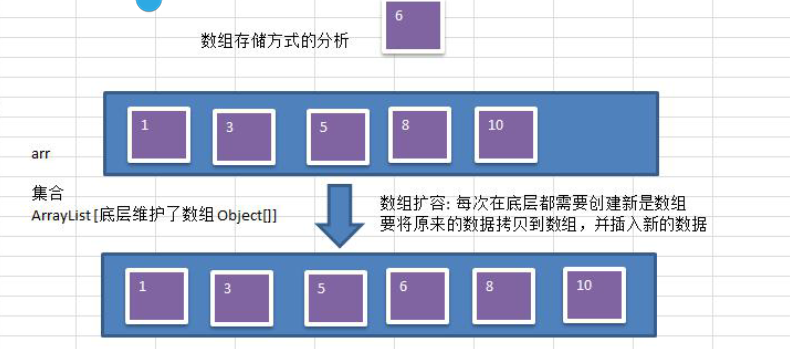 6
数组存储方式的分析
1 3 5 8 10
arr
集合
ArrayList [底层维护了数组 Object[]]
数组扩容: 每次在底层都需要创建新是数组
要将原来的数据拷贝到数组，并插入新的数据
1 3 5 6 8 10